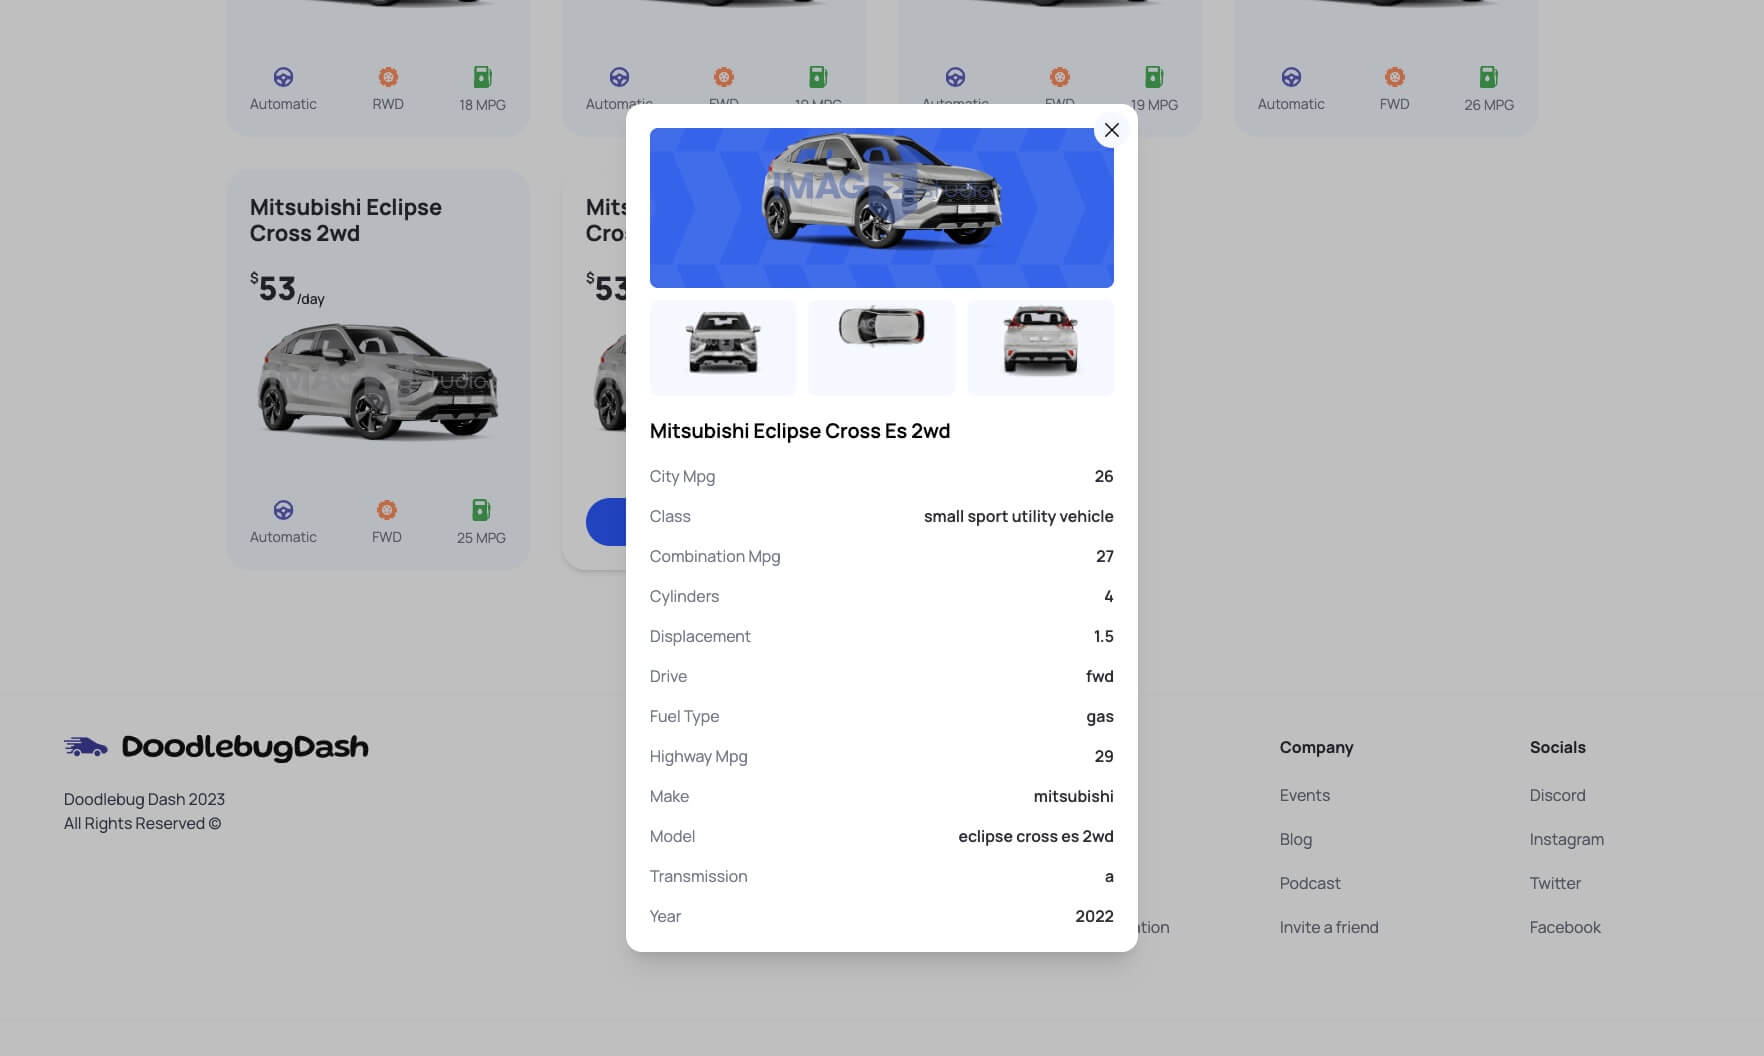 Automatic
RWD
18 MPG
Automatic
FWD
19 MPG
Automatic
FWD
19 MPG
Automatic
FWD
26 MPG
Mitsubishi Eclipse
Cross 2wd
$53/day
Automatic
FWD
25 MPG
$53
Mitsubishi Eclipse Cross Es 2wd
City Mpg 26
Class small sport utility vehicle
Combination Mpg 27
Cylinders 4
Displacement 1.5
Drive fwd
Fuel Type gas
Highway Mpg 29
Make mitsubishi
Model eclipse cross es 2wd
Transmission a
Year 2022
DoodlebugDash
Doodlebug Dash 2023
All Rights Reserved ©
Company
Events
Blog
Podcast
Invite a friend
Socials
Discord
Instagram
Twitter
Facebook